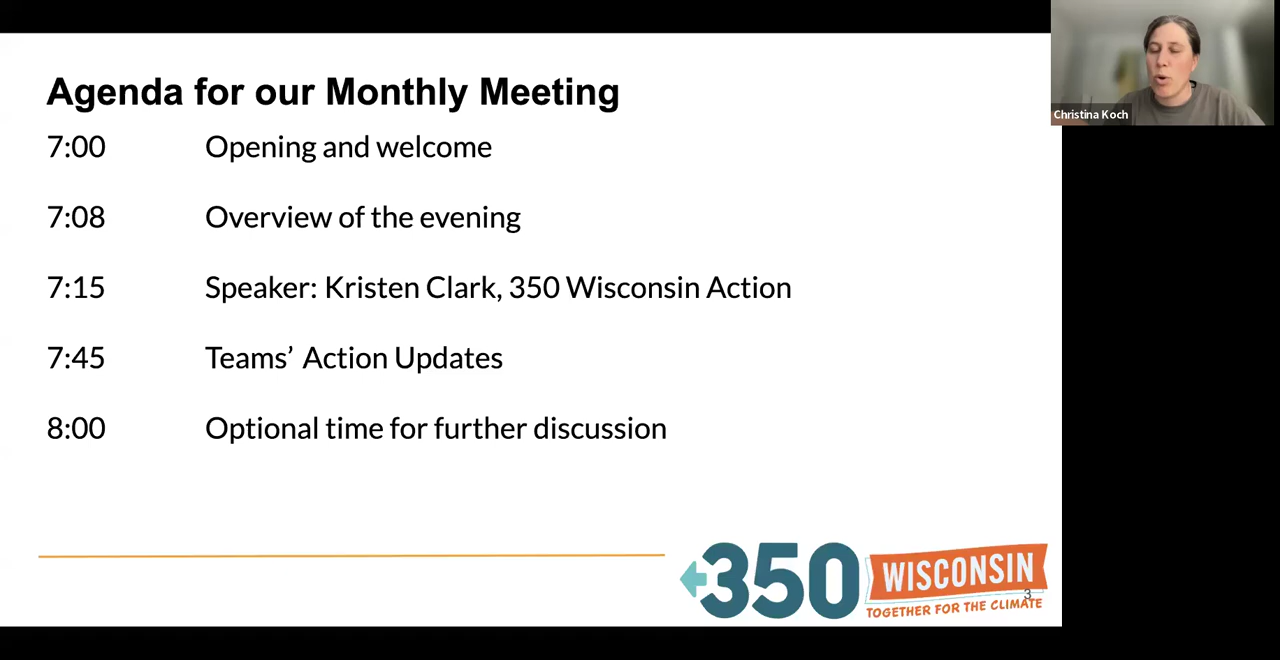 Agenda for our Monthly Meeting
7:00 Opening and welcome
7:08 Overview of the evening
7:15 Speaker: Kristen Clark, 350 Wisconsin Action
7:45 Teams’ Action Updates
8:00 Optional time for further discussion
350 WISCONSIN
TOGETHER FOR THE CLIMATE
3
Christina Koch